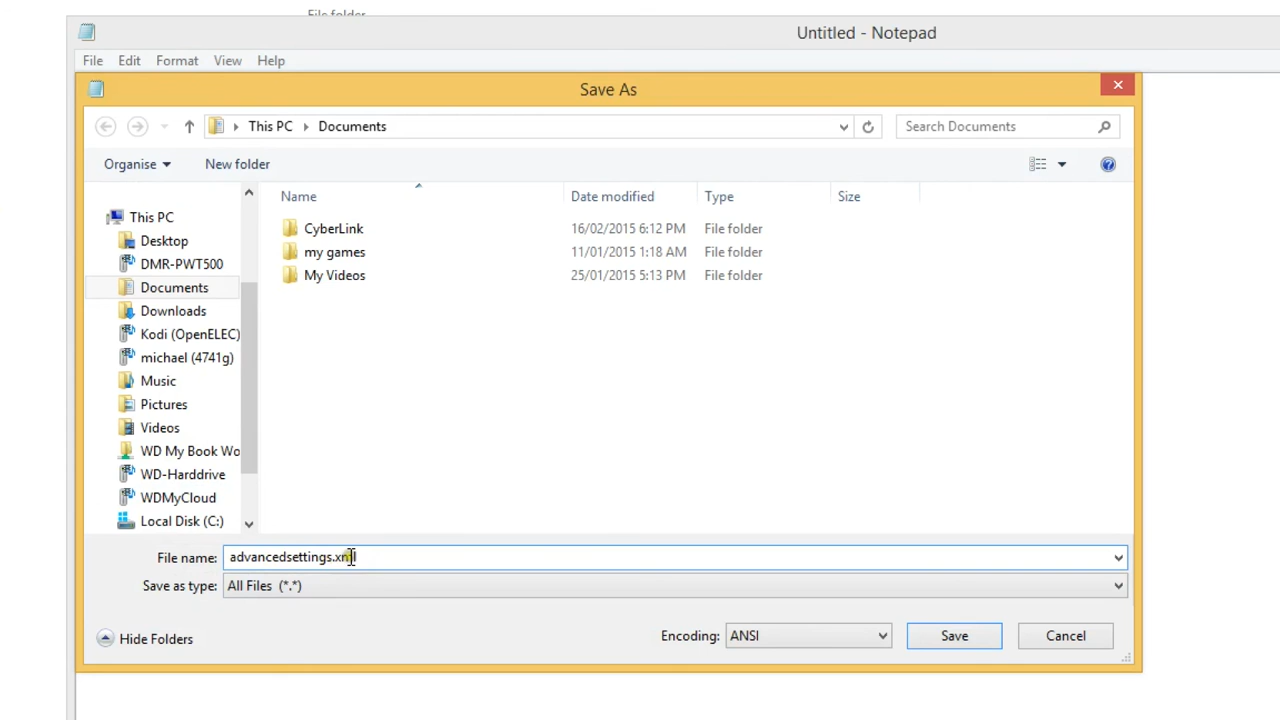 File folder
Untitled - Notepad
File Edit Format View Help
Save As
This PC Documents Search Documents
Organise New folder
Name Date modified Type Size
This PC
Desktop
DMR-PWT500
Documents
Downloads
Kodi (OpenELEC)
michael (4741g)
Music
Pictures
Videos
WD My Book Wo
WD-Harddrive
WDMyCloud
Local Disk (C:)
CyberLink 16/02/2015 6:12 PM File folder
my games 11/01/2015 1:18 AM File folder
My Videos 25/01/2015 5:13 PM File folder
File name: advancedsettings.xml
Save as type: All Files (*.*)
Hide Folders Encoding: ANSI Save Cancel